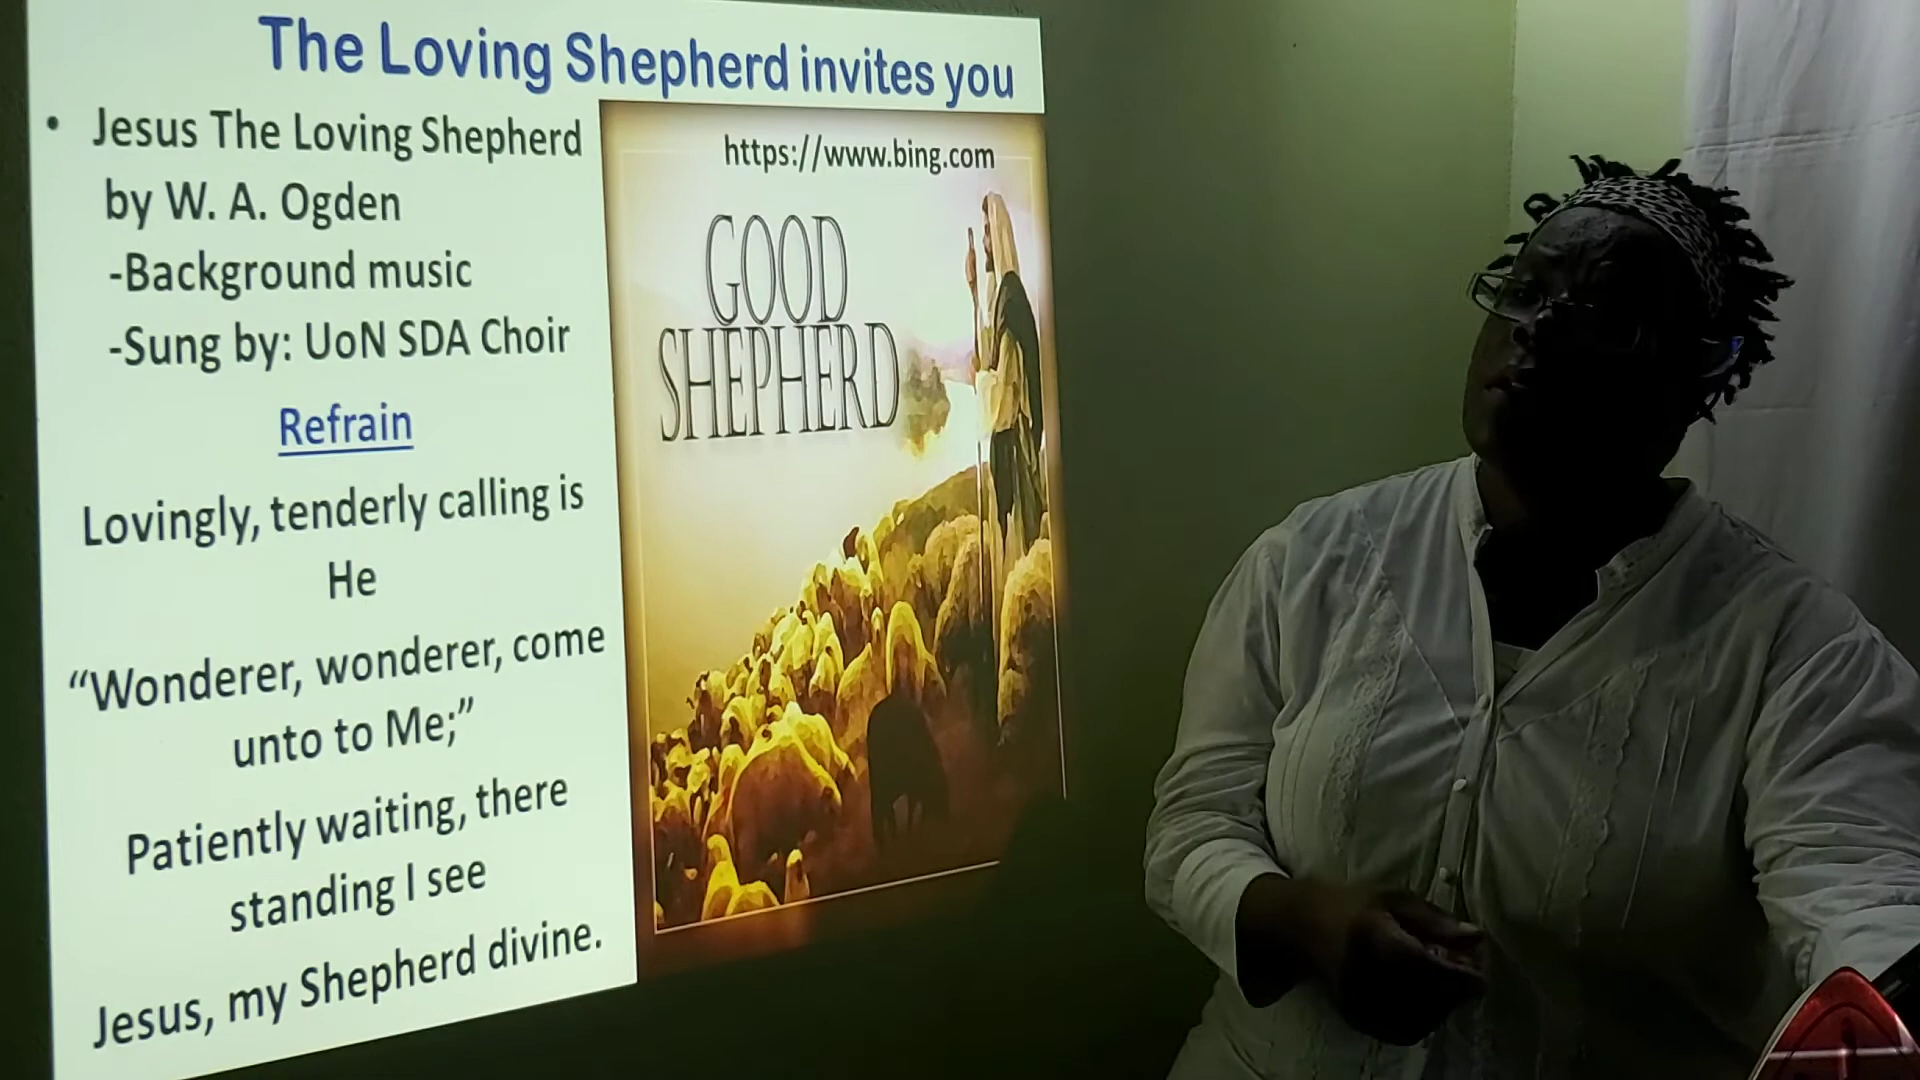 The Loving Shepherd invites you
• Jesus The Loving Shepherd
by W. A. Ogden
-Background music
-Sung by: UoN SDA Choir
Refrain
Lovingly, tenderly calling is
He
“Wonderer, wonderer, come
unto to Me;”
Patiently waiting, there
standing I see
Jesus, my Shepherd divine.
https://www.bing.com
GOOD
SHEPHERD